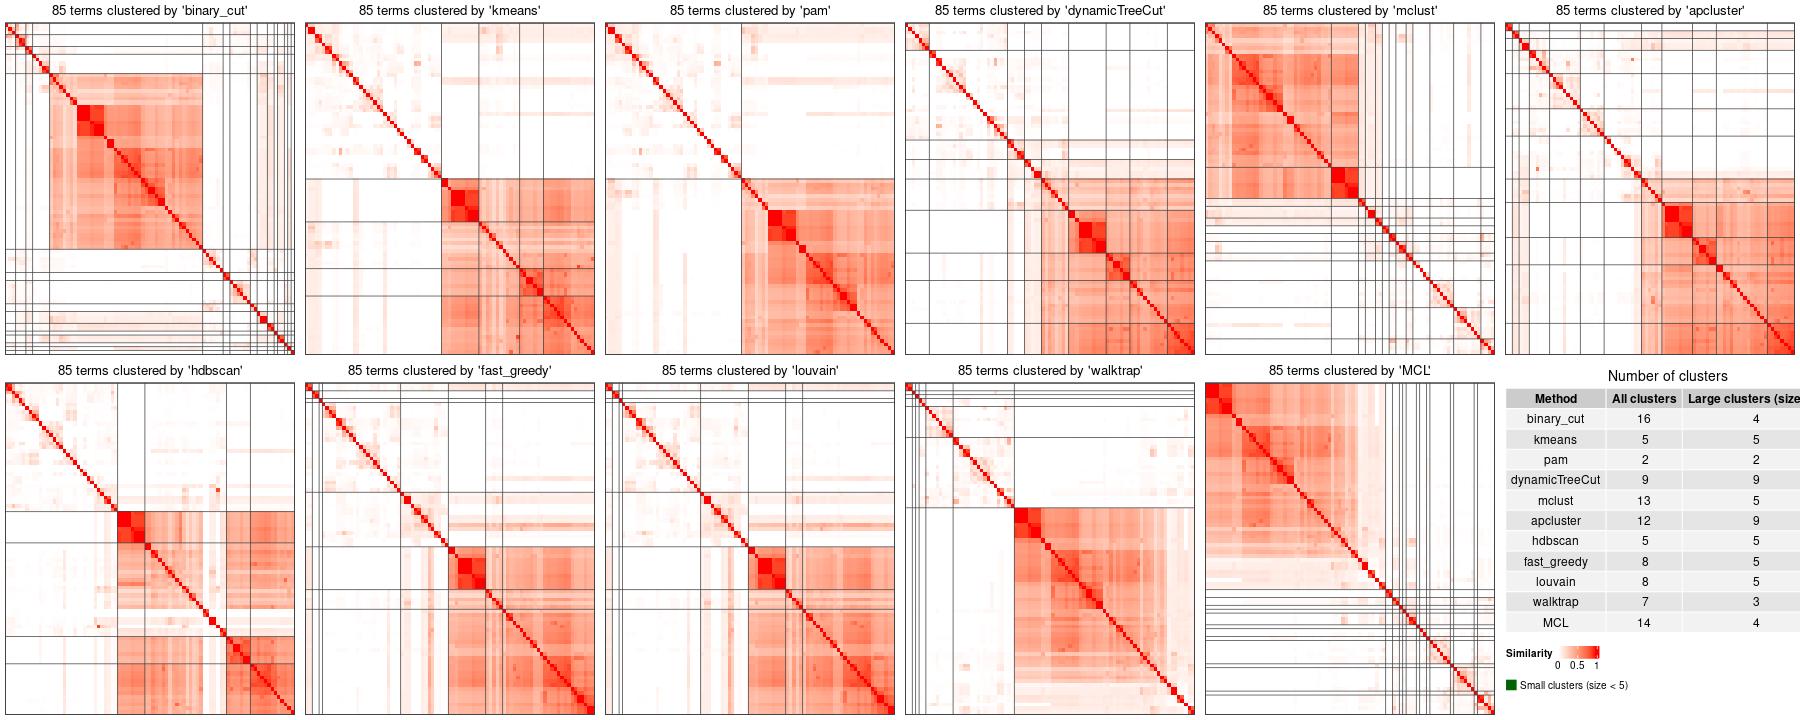 85 terms clustered by 'binary_cut'
85 terms clustered by 'kmeans'
85 terms clustered by 'pam'
85 terms clustered by 'dynamicTreeCut'
85 terms clustered by 'mclust'
85 terms clustered by 'apcluster'
85 terms clustered by 'hdbscan'
85 terms clustered by 'fast_greedy'
85 terms clustered by 'louvain'
85 terms clustered by 'walktrap'
85 terms clustered by 'MCL'
Number of clusters
Method All clusters Large clusters (size
binary_cut 16 4
kmeans 5 5
pam 2 2
dynamicTreeCut 9 9
mclust 13 5
apcluster 12 9
hdbscan 5 5
fast_greedy 8 5
louvain 8 5
walktrap 7 3
MCL 14 4
Similarity
0 0.5 1
Small clusters (size < 5)